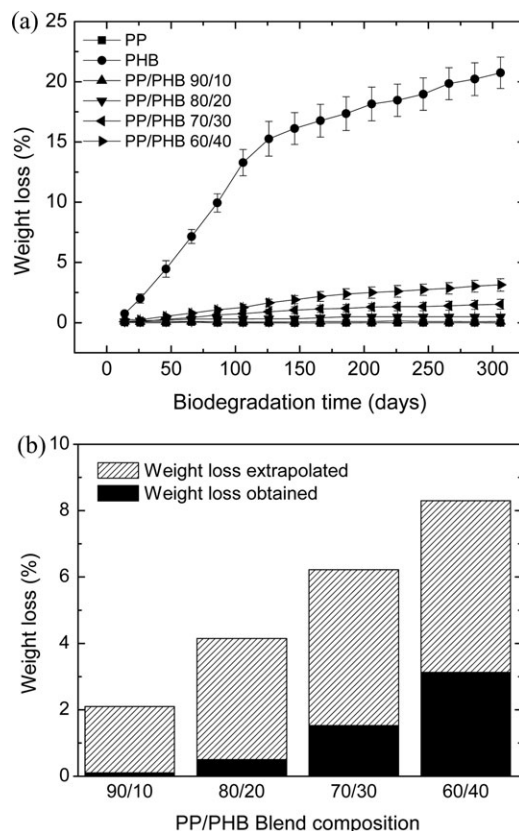 (a)
25
20
15
10
5
0
Weight loss (%)
PP
PHB
PP/PHB 90/10
PP/PHB 80/20
PP/PHB 70/30
PP/PHB 60/40
0 50 100 150 200 250 300
Biodegradation time (days)
(b)
10
8
6
4
2
0
Weight loss (%)
Weight loss extrapolated
Weight loss obtained
90/10 80/20 70/30 60/40
PP/PHB Blend composition